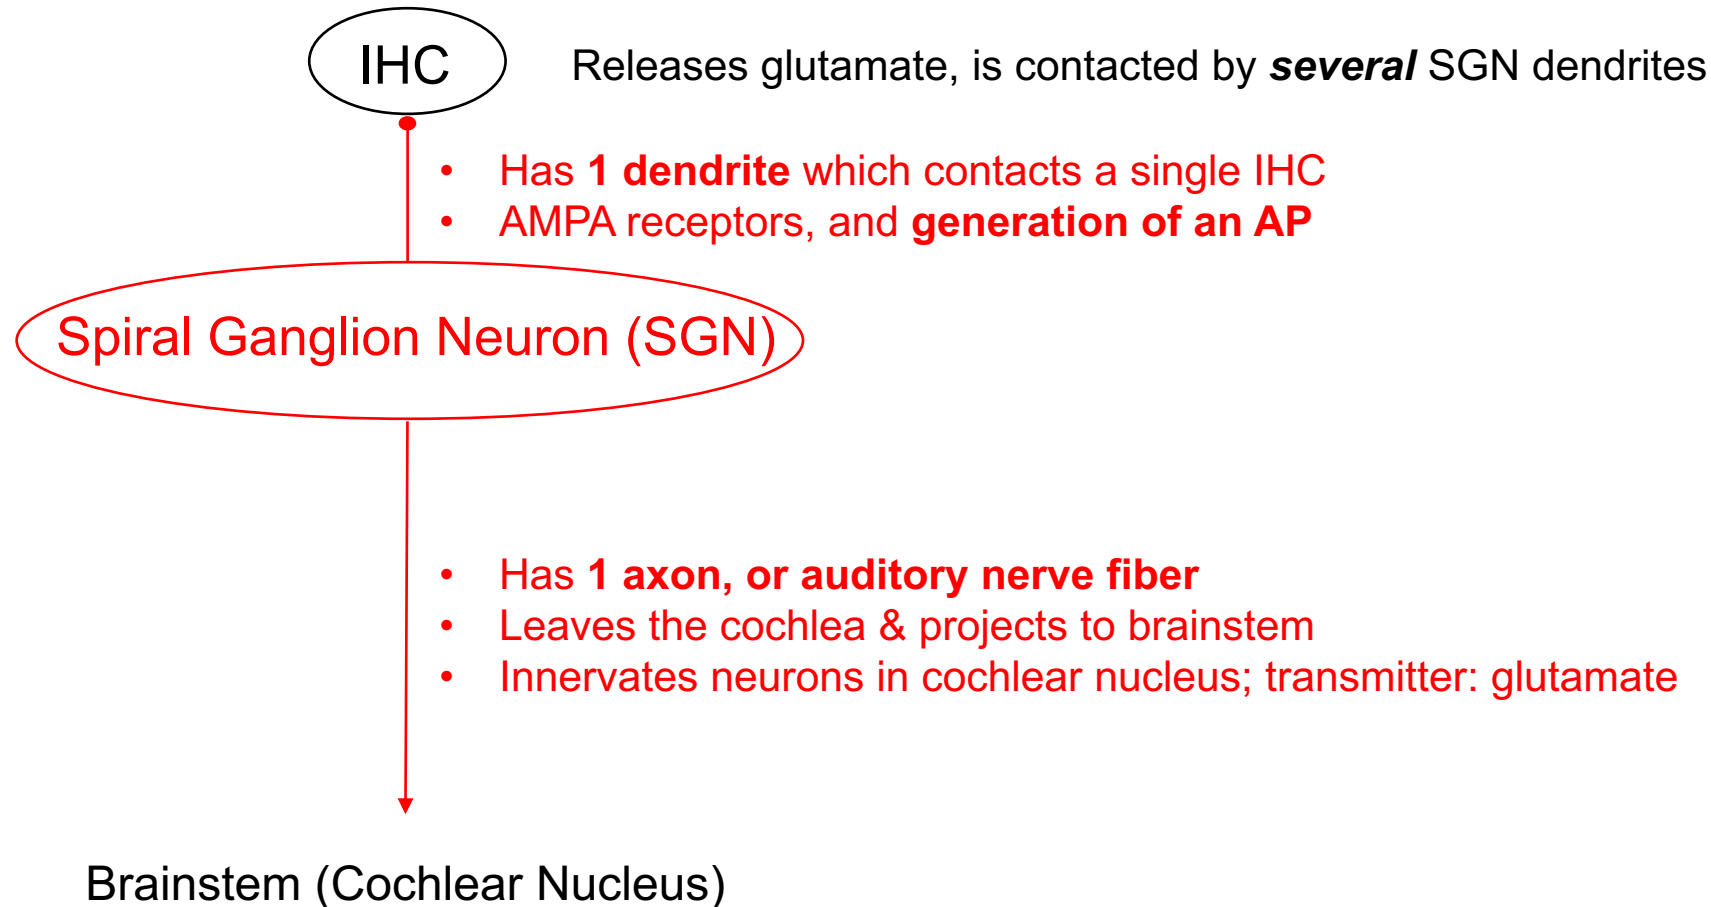 IHC
Releases glutamate, is contacted by several SGN dendrites
• Has 1 dendrite which contacts a single IHC
• AMPA receptors, and generation of an AP
Spiral Ganglion Neuron (SGN)
• Has 1 axon, or auditory nerve fiber
• Leaves the cochlea & projects to brainstem
• Innervates neurons in cochlear nucleus; transmitter: glutamate
Brainstem (Cochlear Nucleus)